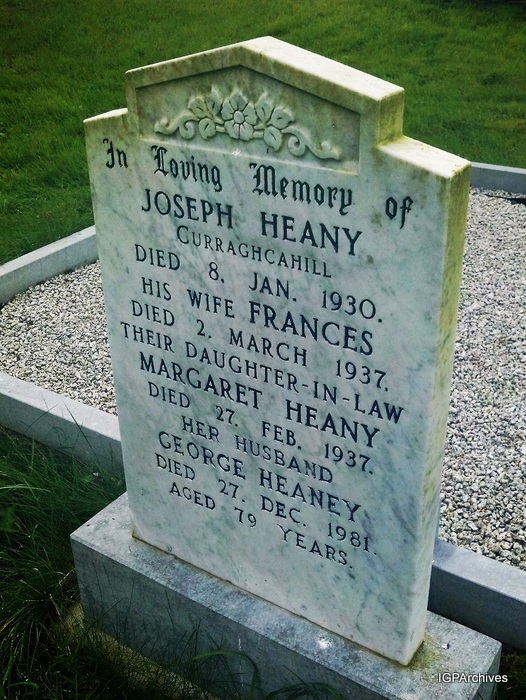 In Loving Memory of
JOSEPH HEANY
CURRAGHCAHILL
DIED 8. JAN. 1930.
HIS WIFE FRANCES
DIED 2. MARCH 1937.
THEIR DAUGHTER-IN-LAW
MARGARET HEANY
DIED 27. FEB. 1937.
HER HUSBAND
GEORGE HEANEY
DIED 27. DEC. 1981.
AGED 79 YEARS.
IGPArchives